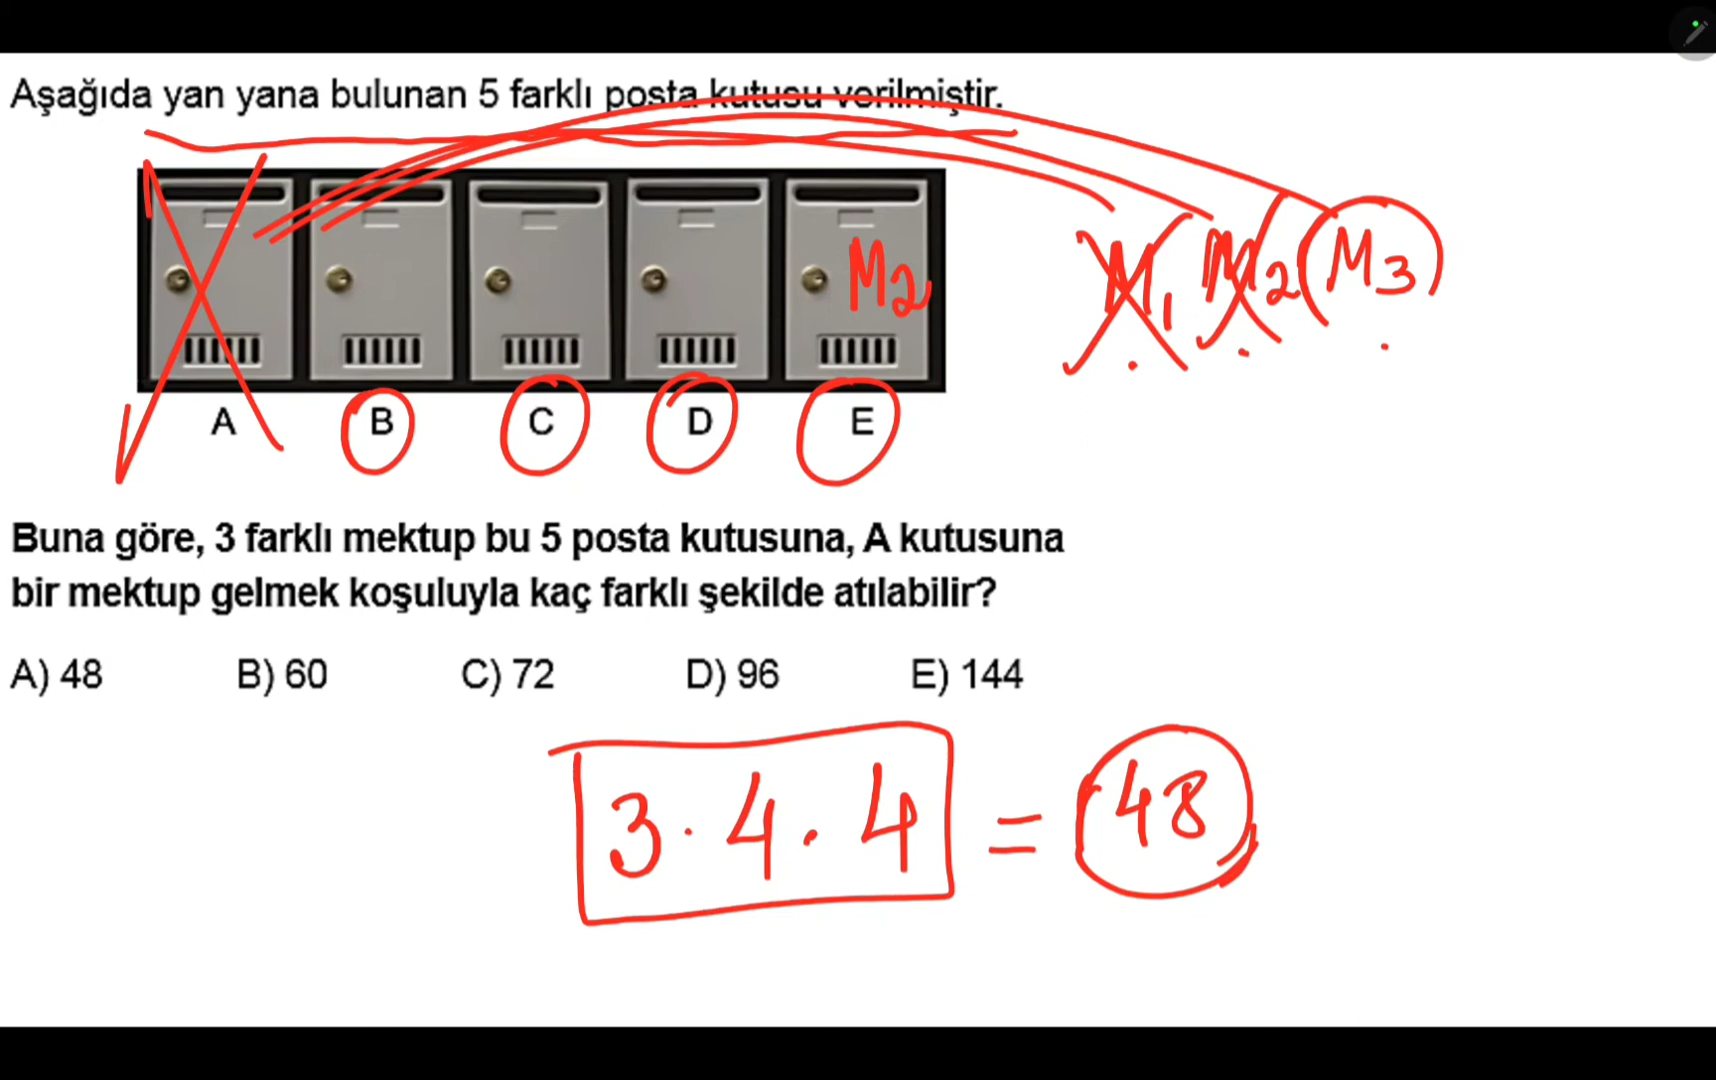 Aşağıda yan yana bulunan 5 farklı posta kutusu verilmiştir.
M2
M1 M2 M3
A B C D E
Buna göre, 3 farklı mektup bu 5 posta kutusuna, A kutusuna
bir mektup gelmek koşuluyla kaç farklı şekilde atılabilir?
A) 48 B) 60 C) 72 D) 96 E) 144
3 . 4 . 4 = 48